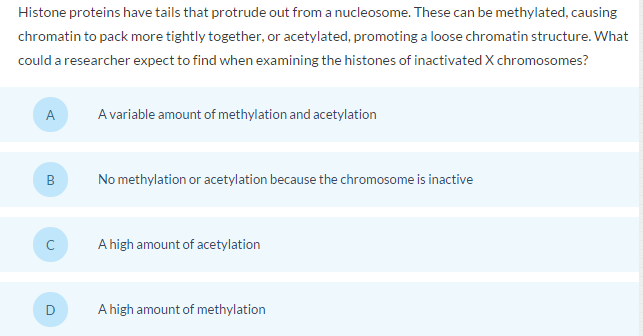 Histone proteins have tails that protrude out from a nucleosome. These can be methylated, causing
chromatin to pack more tightly together, or acetylated, promoting a loose chromatin structure. What
could a researcher expect to find when examining the histones of inactivated X chromosomes?
A A variable amount of methylation and acetylation
B No methylation or acetylation because the chromosome is inactive
C A high amount of acetylation
D A high amount of methylation